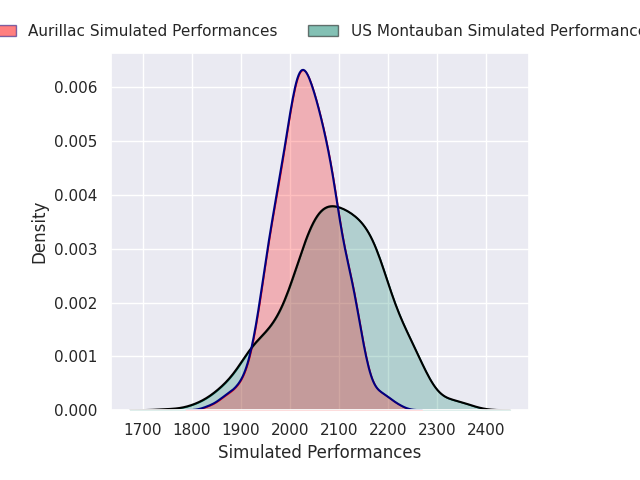 Aurillac Simulated Performances
US Montauban Simulated Performanc
0.006
0.005
0.004
0.003
0.002
0.001
0.000
Density
1700 1800 1900 2000 2100 2200 2300 2400
Simulated Performances